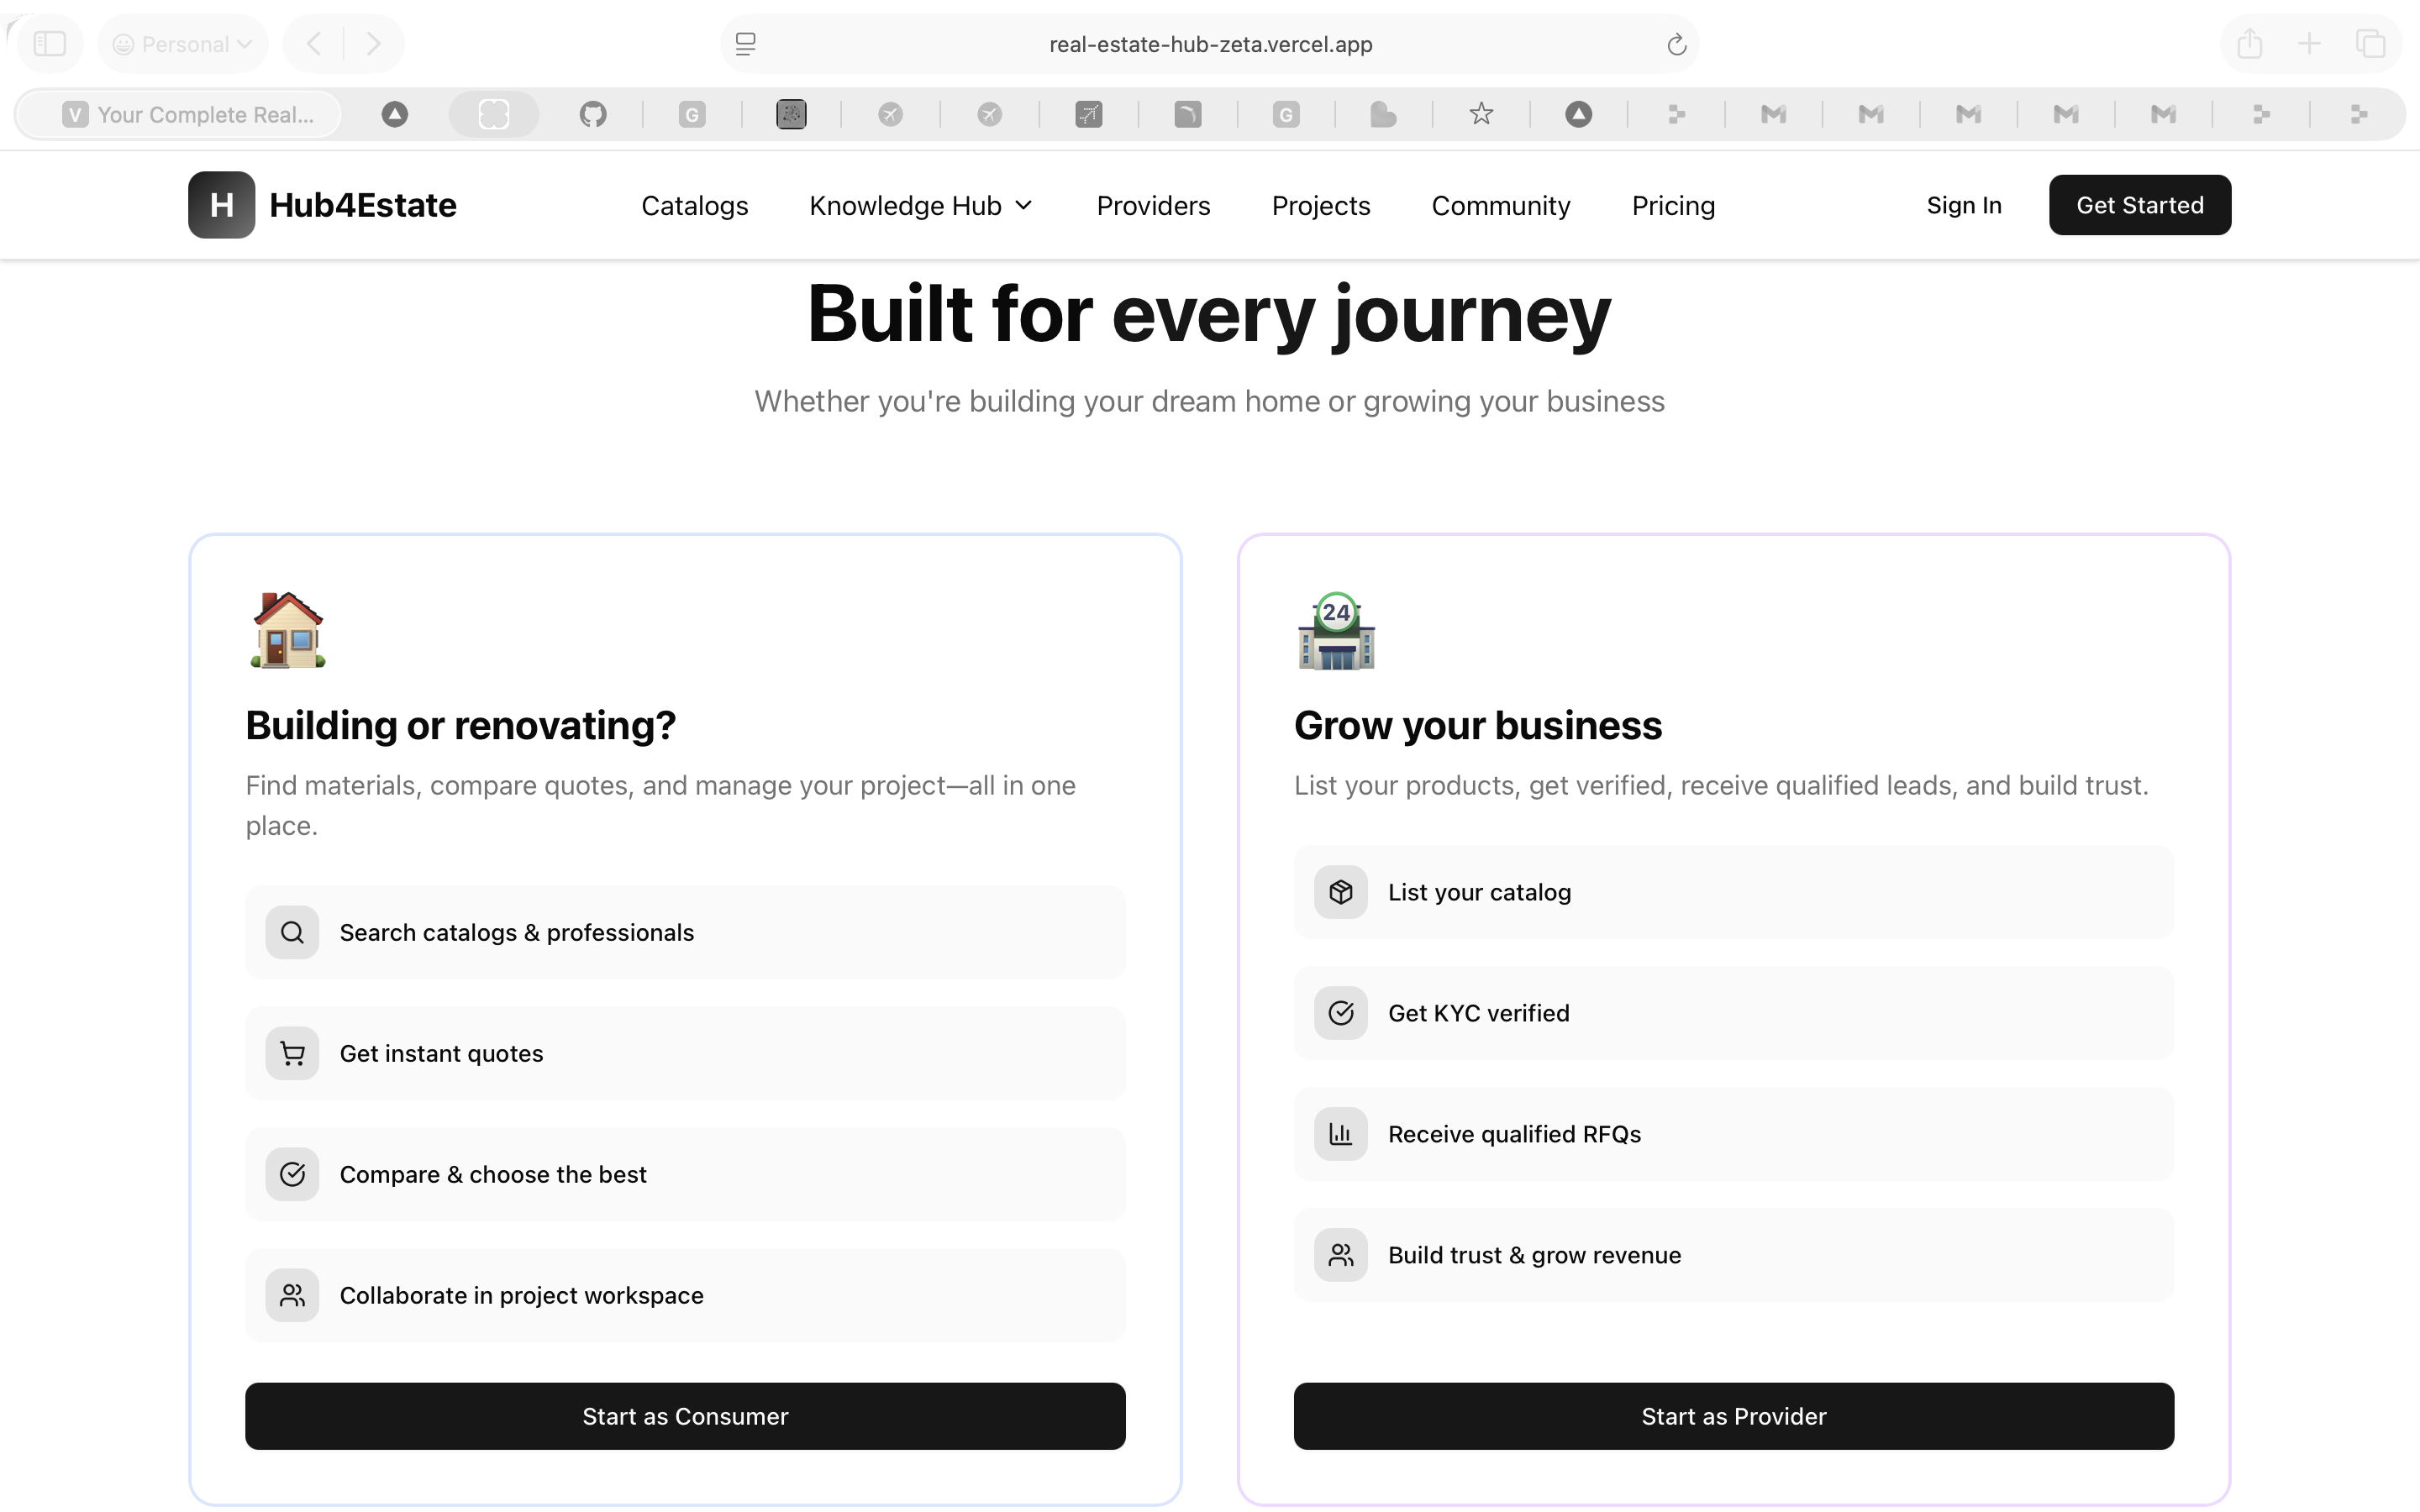 Personal
real-estate-hub-zeta.vercel.app
V Your Complete Real...
G
G
H Hub4Estate
Catalogs
Knowledge Hub
Providers
Projects
Community
Pricing
Sign In
Get Started
Built for every journey
Whether you're building your dream home or growing your business
Building or renovating?
Find materials, compare quotes, and manage your project—all in one
place.
Search catalogs & professionals
Get instant quotes
Compare & choose the best
Collaborate in project workspace
Start as Consumer
24
Grow your business
List your products, get verified, receive qualified leads, and build trust.
List your catalog
Get KYC verified
Receive qualified RFQs
Build trust & grow revenue
Start as Provider